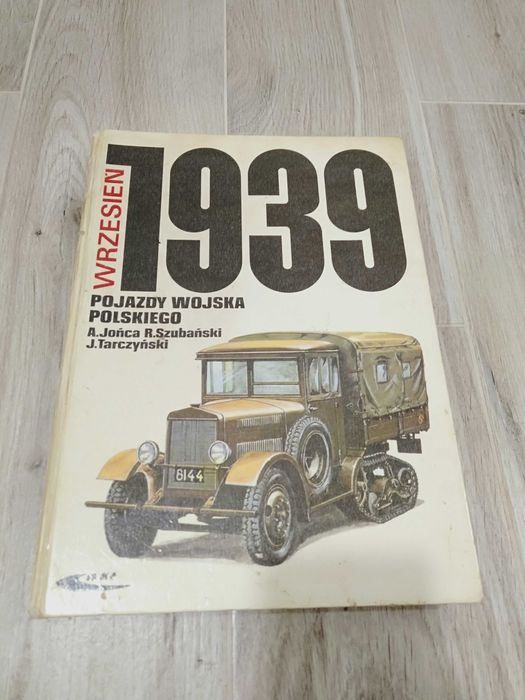 WRZESIEŃ
1939
POJAZDY WOJSKA
POLSKIEGO
A.Jońca R.Szubański
J.Tarczyński
6144